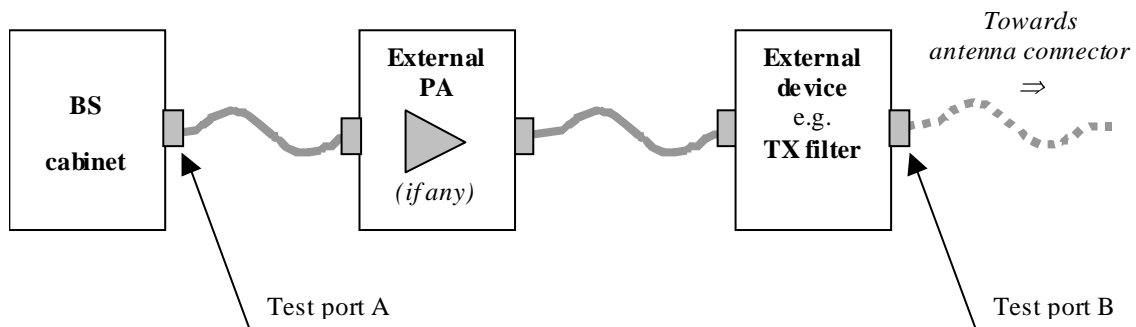 BS
cabinet
External
PA
(if any)
External
device
e.g.
TX filter
Towards
antenna connector
⇒
Test port A
Test port B